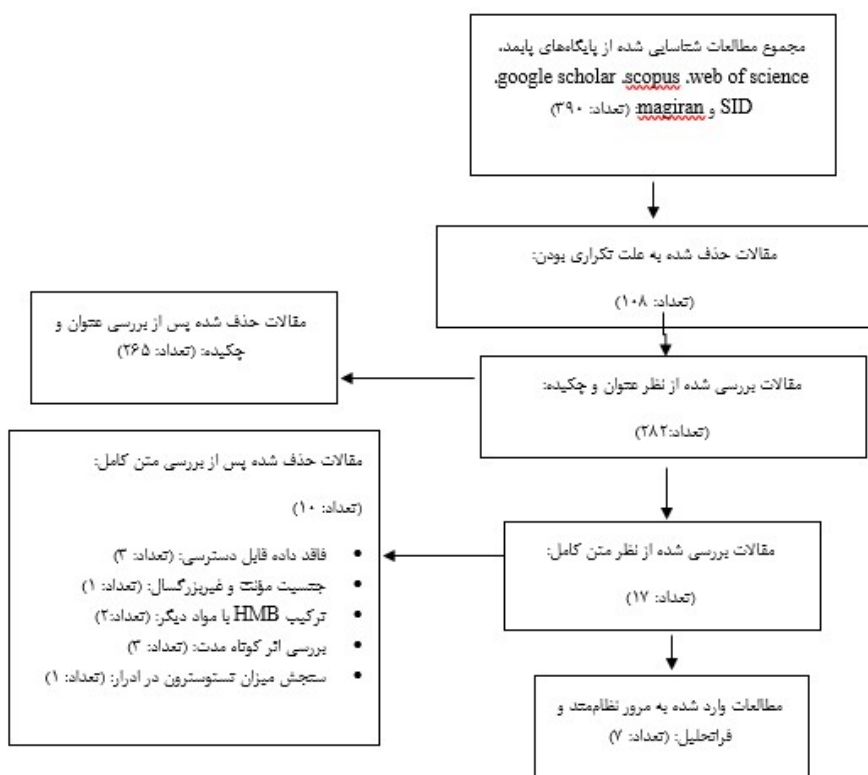 مجموع مطالعات شناسایی شده از پایگاه‌های پابمد،
،google scholar ،scopus ،web of science
SID و magiran: (تعداد: ۳۹۰)
مقالات حذف شده به علت تکراری بودن:
(تعداد: ۱۰۸)
مقالات حذف شده پس از بررسی عنوان و
چکیده: (تعداد: ۲۶۵)
مقالات بررسی شده از نظر عنوان و چکیده:
(تعداد:۲۸۲)
مقالات حذف شده پس از بررسی متن کامل:
(تعداد: ۱۰)
• فاقد داده قابل دسترسی: (تعداد: ۳)
• جنسیت مؤنث و غیربزرگسال: (تعداد: ۱)
• ترکیب HMB با مواد دیگر: (تعداد:۲)
• بررسی اثر کوتاه مدت: (تعداد: ۳)
• سنجش میزان تستوسترون در ادرار: (تعداد: ۱)
مقالات بررسی شده از نظر متن کامل:
(تعداد: ۱۷)
مطالعات وارد شده به مرور نظام‌مند و
فراتحلیل: (تعداد: ۷)